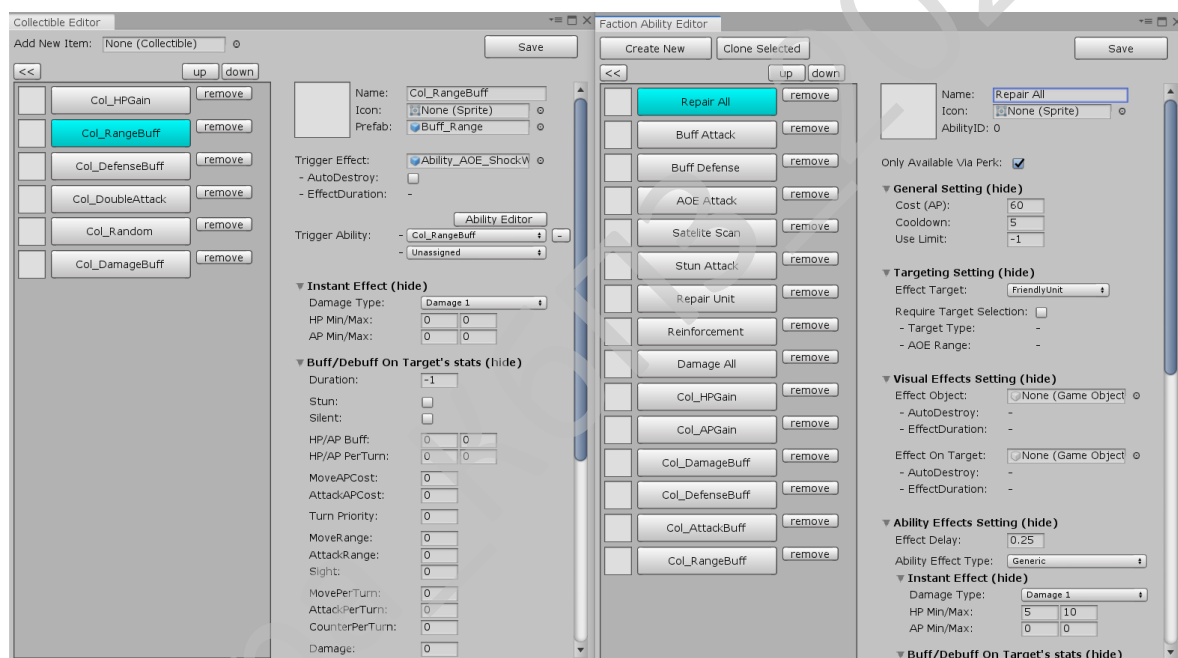 Collectible Editor
Add New Item: None (Collectible)
Save
<< up down
Col_HPGain remove
Col_RangeBuff remove
Col_DefenseBuff remove
Col_DoubleAttack remove
Col_Random remove
Col_DamageBuff remove
Name: Col_RangeBuff
Icon: None (Sprite)
Prefab: Buff_Range
Trigger Effect: Ability_AOE_ShockW
- AutoDestroy:
- EffectDuration: -
Ability Editor
Trigger Ability: - Col_RangeBuff -
- Unassigned
Instant Effect (hide)
Damage Type: Damage 1
HP Min/Max: 0 0
AP Min/Max: 0 0
Buff/Debuff On Target's stats (hide)
Duration: -1
Stun:
Silent:
HP/AP Buff: 0 0
HP/AP PerTurn: 0 0
MoveAPCost: 0
AttackAPCost: 0
Turn Priority: 0
MoveRange: 0
AttackRange: 0
Sight: 0
MovePerTurn: 0
AttackPerTurn: 0
CounterPerTurn: 0
Damage: 0
Faction Ability Editor
Create New Clone Selected Save
<< up down
Repair All remove
Buff Attack remove
Buff Defense remove
AOE Attack remove
Satelite Scan remove
Stun Attack remove
Repair Unit remove
Reinforcement remove
Damage All remove
Col_HPGain remove
Col_APGain remove
Col_DamageBuff remove
Col_DefenseBuff remove
Col_AttackBuff remove
Col_RangeBuff remove
Name: Repair All
Icon: None (Sprite)
AbilityID: 0
Only Available Via Perk:
General Setting (hide)
Cost (AP): 60
Cooldown: 5
Use Limit: -1
Targeting Setting (hide)
Effect Target: FriendlyUnit
Require Target Selection:
- Target Type: -
- AOE Range: -
Visual Effects Setting (hide)
Effect Object: None (Game Object
- AutoDestroy: -
- EffectDuration: -
Effect On Target: None (Game Object
- AutoDestroy: -
- EffectDuration: -
Ability Effects Setting (hide)
Effect Delay: 0.25
Ability Effect Type: Generic
Instant Effect (hide)
Damage Type: Damage 1
HP Min/Max: 5 10
AP Min/Max: 0 0
Buff/Debuff On Target's stats (hide)